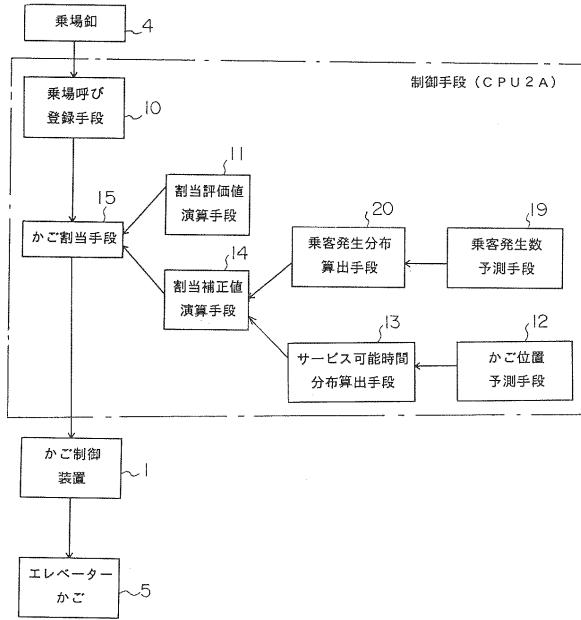 乗場釦
4
制御手段(CPU2A)
乗場呼び
登録手段
10
11
割当評価値
演算手段
15
かご割当手段
20
乗客発生分布
算出手段
19
乗客発生数
予測手段
14
割当補正値
演算手段
13
サービス可能時間
分布算出手段
12
かご位置
予測手段
かご制御
装置
1
エレベーター
かご
5